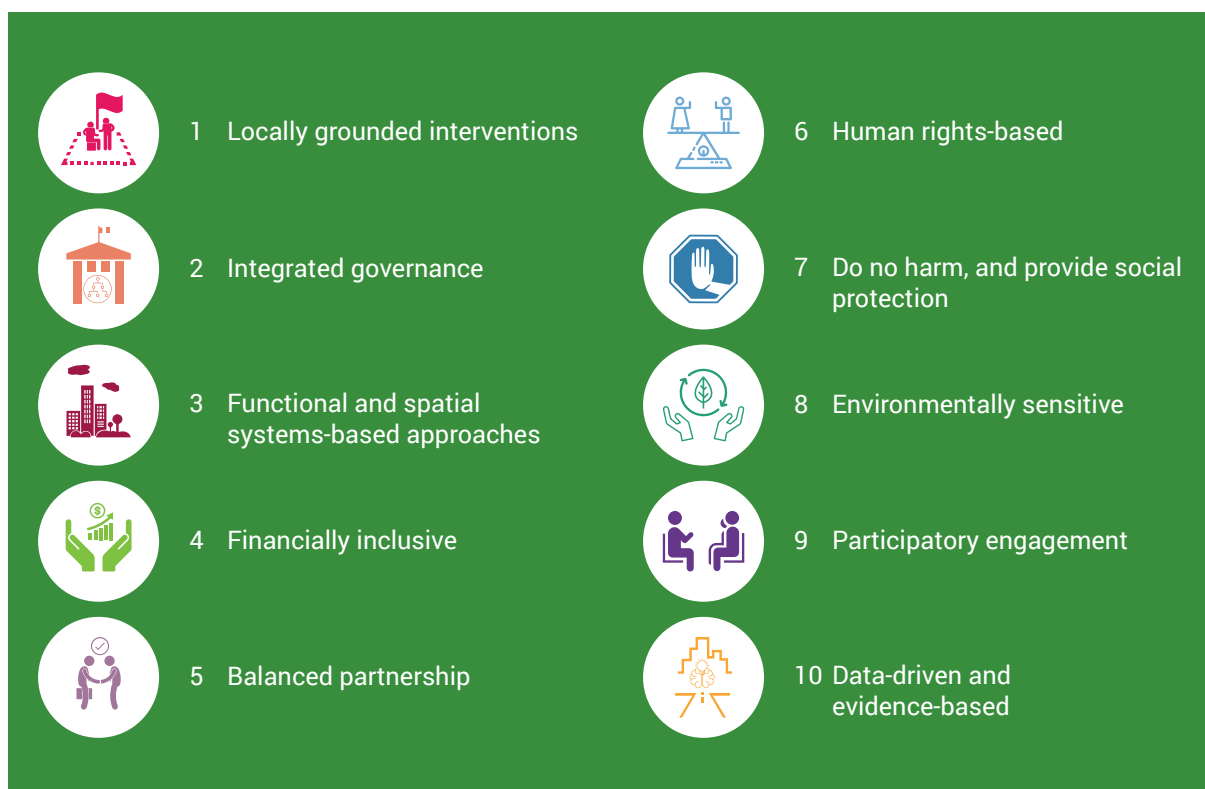 1 Locally grounded interventions
2 Integrated governance
3 Functional and spatial
systems-based approaches
4 Financially inclusive
5 Balanced partnership
6 Human rights-based
7 Do no harm, and provide social
protection
8 Environmentally sensitive
9 Participatory engagement
10 Data-driven and
evidence-based